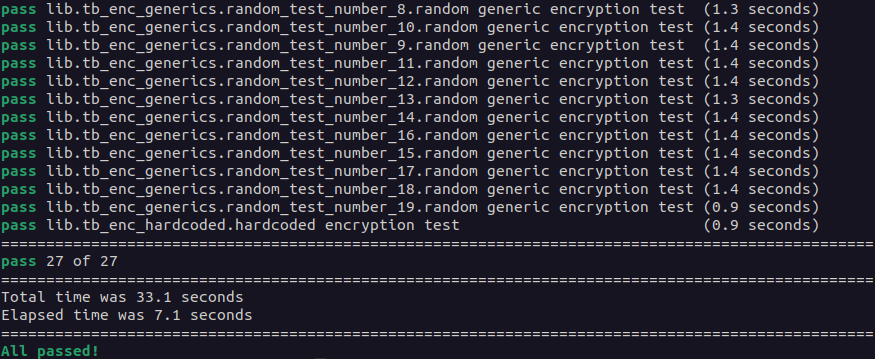 pass lib.tb_enc_generics.random_test_number_8.random generic encryption test  (1.3 seconds)
pass lib.tb_enc_generics.random_test_number_10.random generic encryption test (1.4 seconds)
pass lib.tb_enc_generics.random_test_number_9.random generic encryption test  (1.4 seconds)
pass lib.tb_enc_generics.random_test_number_11.random generic encryption test (1.4 seconds)
pass lib.tb_enc_generics.random_test_number_12.random generic encryption test (1.4 seconds)
pass lib.tb_enc_generics.random_test_number_13.random generic encryption test (1.3 seconds)
pass lib.tb_enc_generics.random_test_number_14.random generic encryption test (1.4 seconds)
pass lib.tb_enc_generics.random_test_number_16.random generic encryption test (1.4 seconds)
pass lib.tb_enc_generics.random_test_number_15.random generic encryption test (1.4 seconds)
pass lib.tb_enc_generics.random_test_number_17.random generic encryption test (1.4 seconds)
pass lib.tb_enc_generics.random_test_number_18.random generic encryption test (1.4 seconds)
pass lib.tb_enc_generics.random_test_number_19.random generic encryption test (0.9 seconds)
pass lib.tb_enc_hardcoded.hardcoded encryption test                           (0.9 seconds)
=================================================================================================
pass 27 of 27
=================================================================================================
Total time was 33.1 seconds
Elapsed time was 7.1 seconds
=================================================================================================
All passed!